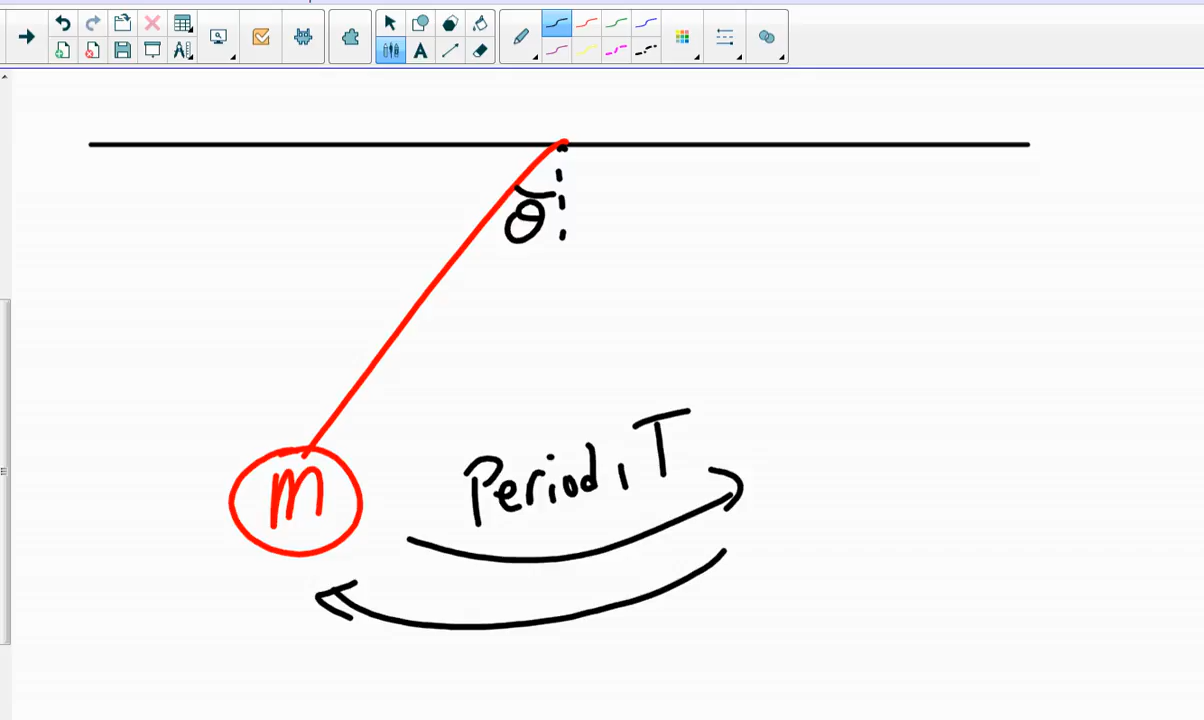 θ
Period, T
m